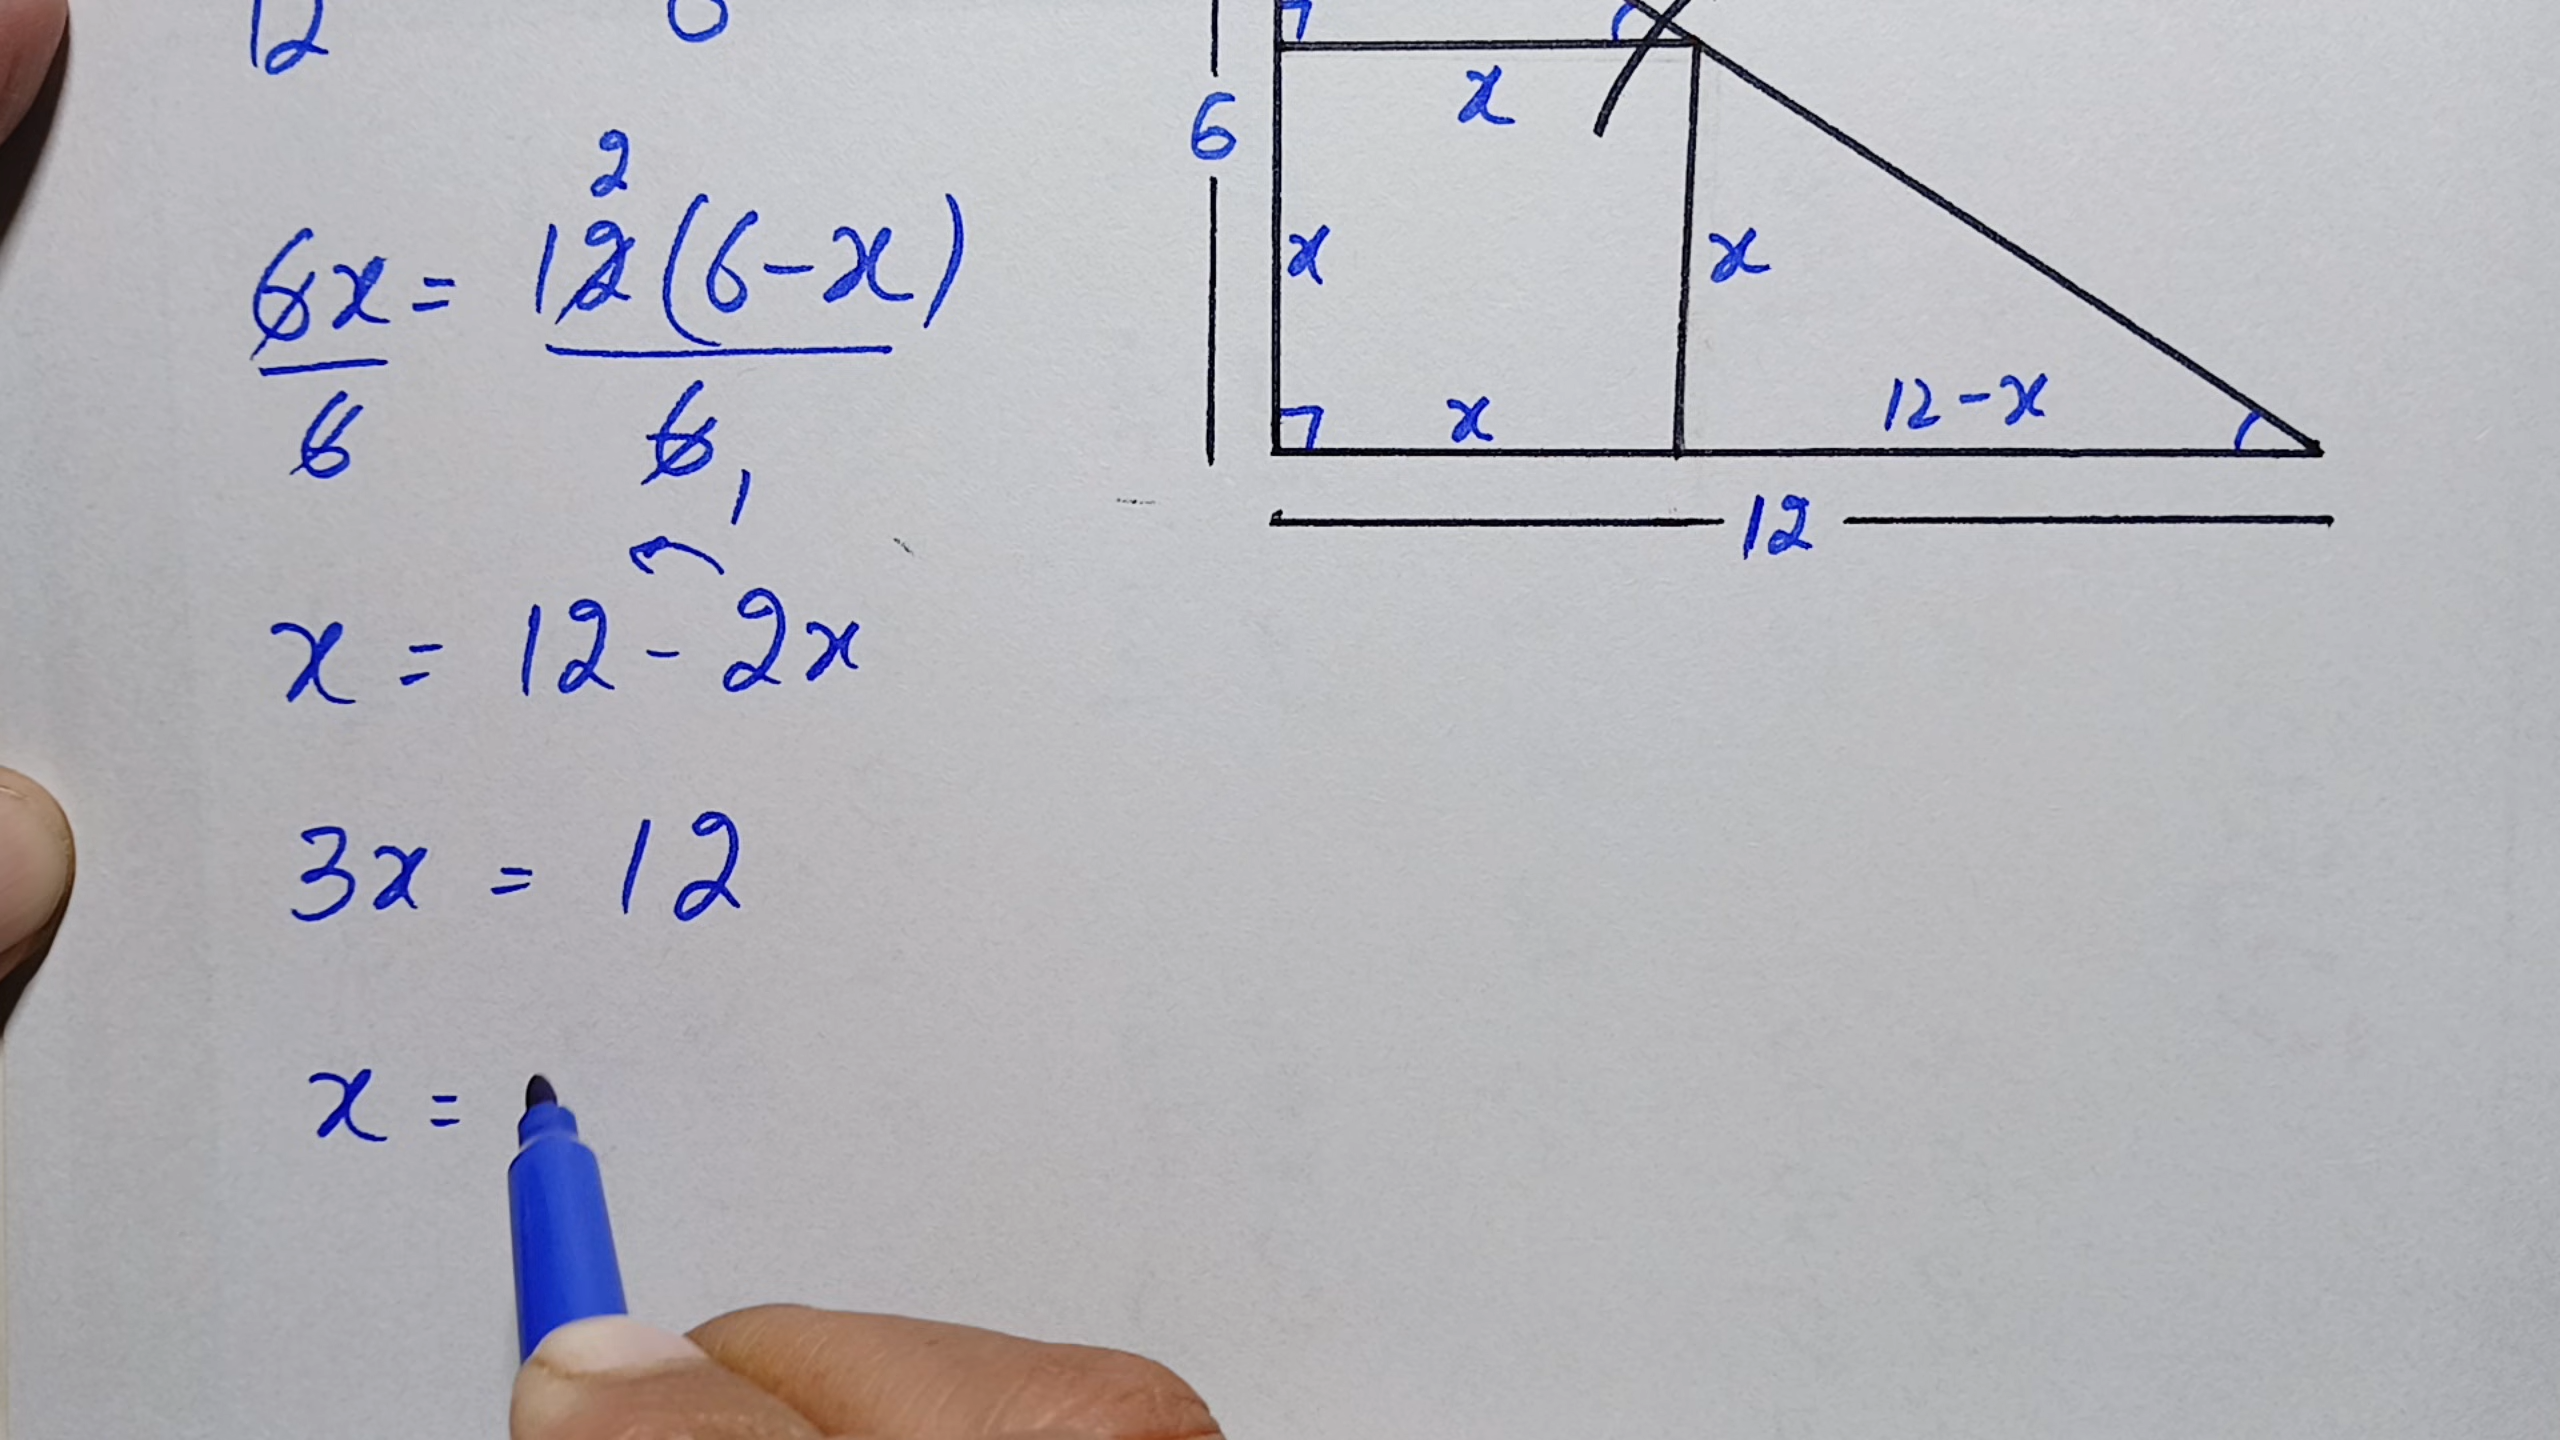 12 6
2
6x = 12(6-x)
6 6 1
x = 12 - 2x
3x = 12
x =
x
6
x x
x 12-x
12